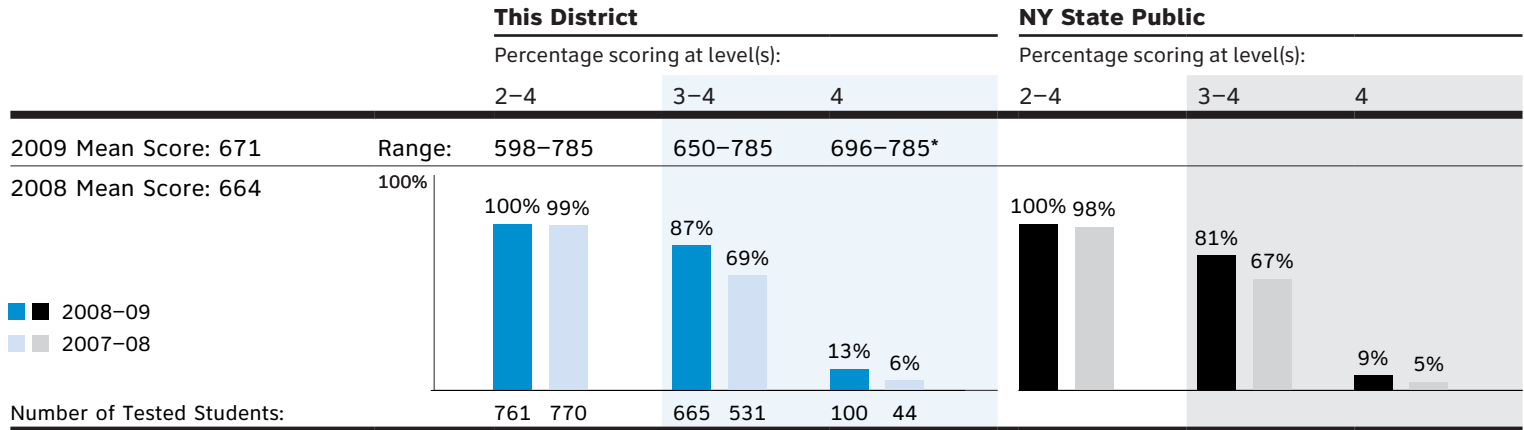 This District NY State Public
Percentage scoring at level(s): Percentage scoring at level(s):
2–4 3–4 4 2–4 3–4 4
2009 Mean Score: 671 Range: 598–785 650–785 696–785*
2008 Mean Score: 664 100%
100% 99% 87% 69% 13% 6% 100% 98% 81% 67% 9% 5%
2008–09
2007–08
Number of Tested Students: 761 770 665 531 100 44